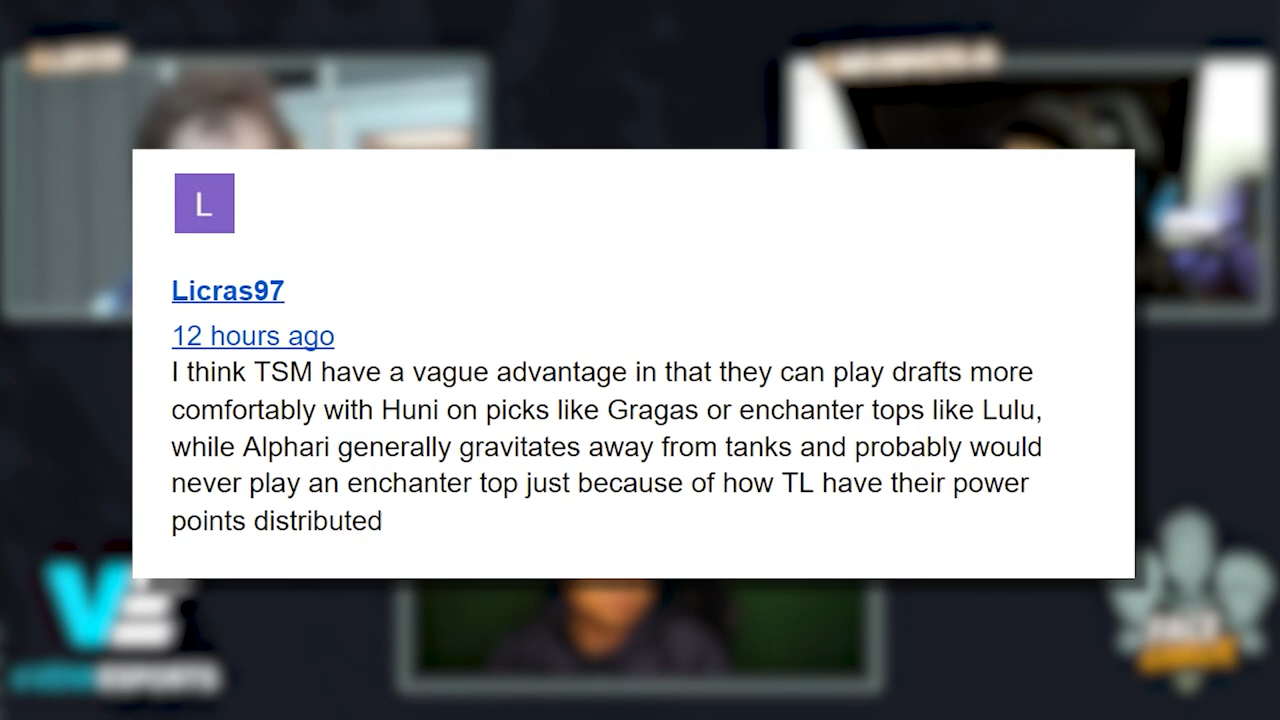 L
Licras97
12 hours ago
I think TSM have a vague advantage in that they can play drafts more
comfortably with Huni on picks like Gragas or enchanter tops like Lulu,
while Alphari generally gravitates away from tanks and probably would
never play an enchanter top just because of how TL have their power
points distributed